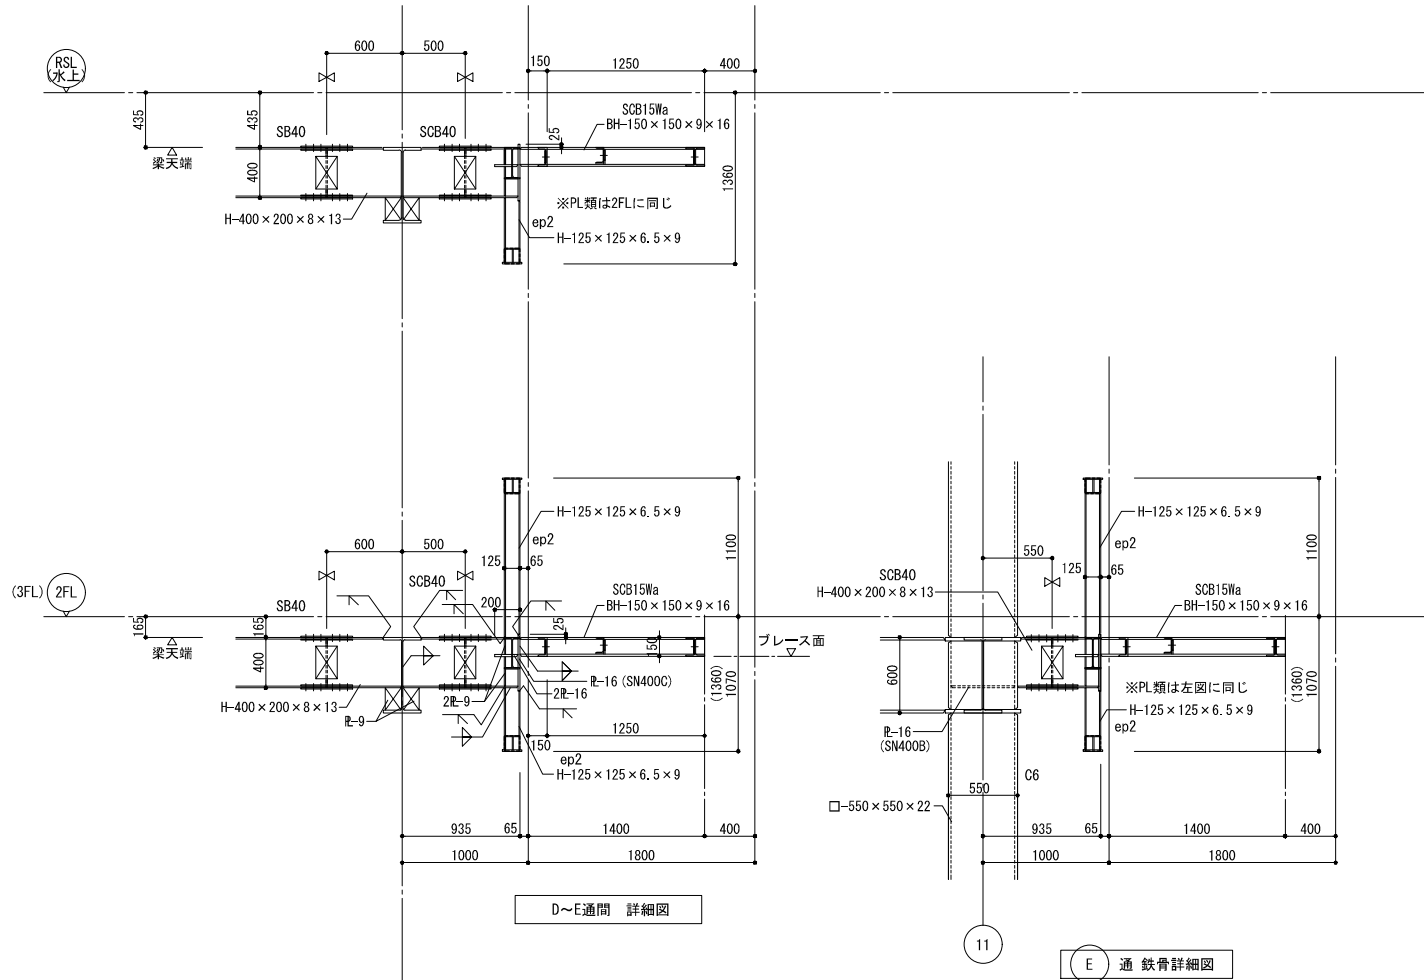 600
500
150
1250
400
RSL
(水上)
435
435
SB40
SCB40
25
SCB15Wa
BH-150×150×9×16
梁天端
400
1360
※PL類は2FLに同じ
H-400×200×8×13
ep2
H-125×125×6.5×9
H-125×125×6.5×9
ep2
1100
600
500
125
65
(3FL)
2FL
SB40
SCB40
200
SCB15Wa
BH-150×150×9×16
165
165
25
150
梁天端
400
ブレース面
PL-16(SN400C)
2PL-16
2PL-9
PL-9
H-400×200×8×13
(1360)
1070
150
1250
ep2
H-125×125×6.5×9
935
65
1400
400
1000
1800
D～E通間 詳細図
H-125×125×6.5×9
ep2
1100
550
125
65
SCB40
H-400×200×8×13
SCB15Wa
BH-150×150×9×16
600
※PL類は左図に同じ
(1360)
1070
H-125×125×6.5×9
ep2
PL-16
(SN400B)
C6
550
□-550×550×22
935
65
1400
400
1000
1800
11
E 通 鉄骨詳細図